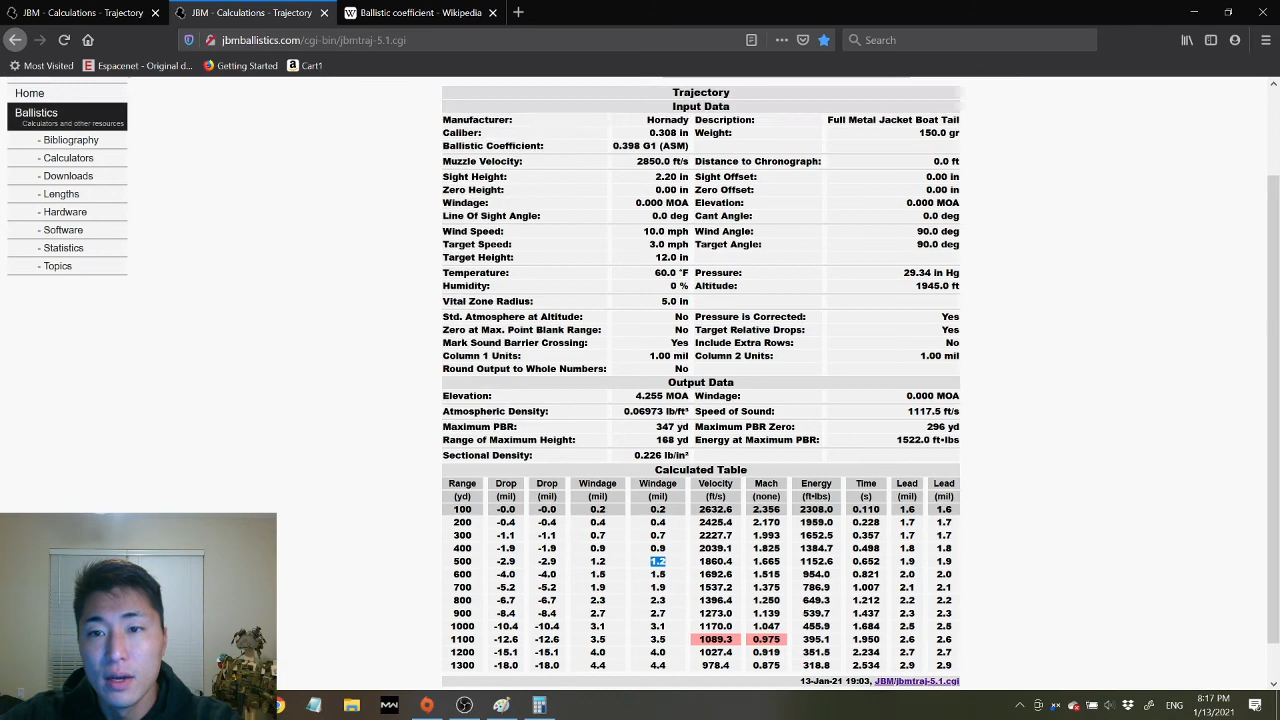 JBM - Trajectory
JBM - Trajectory
Ballistic coefficient - Wikipedia
jbmballistics.com/cgi-bin/jbmtraj-5.1.cgi
Search
Most Visited
Espacenet - Original d...
Getting Started
Cart1
Home
Ballistics
Calculators and other resources
- Bibliography
- Calculators
- Downloads
- Lengths
- Hardware
- Software
- Statistics
- Topics
Trajectory
Input Data
Manufacturer: Hornady Description: Full Metal Jacket Boat Tail
Caliber: 0.308 in Weight: 150.0 gr
Ballistic Coefficient: 0.398 G1 (ASM)
Muzzle Velocity: 2850.0 ft/s Distance to Chronograph: 0.0 ft
Sight Height: 2.20 in Sight Offset: 0.00 in
Zero Height: 0.00 in Zero Offset: 0.00 in
Windage: 0.000 MOA Elevation: 0.000 MOA
Line Of Sight Angle: 0.0 deg Cant Angle: 0.0 deg
Wind Speed: 10.0 mph Wind Angle: 90.0 deg
Target Speed: 3.0 mph Target Angle: 90.0 deg
Target Height: 12.0 in
Temperature: 60.0 °F Pressure: 29.34 in Hg
Humidity: 0 % Altitude: 1945.0 ft
Vital Zone Radius: 5.0 in
Std. Atmosphere at Altitude: No Pressure is Corrected: Yes
Zero at Max. Point Blank Range: No Target Relative Drops: Yes
Mark Sound Barrier Crossing: Yes Include Extra Rows: No
Column 1 Units: 1.00 mil Column 2 Units: 1.00 mil
Round Output to Whole Numbers: No
Output Data
Elevation: 4.255 MOA Windage: 0.000 MOA
Atmospheric Density: 0.06973 lb/ft³ Speed of Sound: 1117.5 ft/s
Maximum PBR: 347 yd Maximum PBR Zero: 296 yd
Range of Maximum Height: 168 yd Energy at Maximum PBR: 1522.0 ft•lbs
Sectional Density: 0.226 lb/in²
Calculated Table
Range Drop Drop Windage Windage Velocity Mach Energy Time Lead Lead
(yd) (mil) (mil) (mil) (mil) (ft/s) (none) (ft•lbs) (s) (mil) (mil)
100 -0.0 -0.0 0.2 0.2 2632.6 2.356 2308.0 0.110 1.6 1.6
200 -0.4 -0.4 0.4 0.4 2425.4 2.170 1959.0 0.228 1.7 1.7
300 -1.1 -1.1 0.7 0.7 2227.7 1.993 1652.5 0.357 1.7 1.7
400 -1.9 -1.9 0.9 0.9 2039.1 1.825 1384.7 0.498 1.8 1.8
500 -2.9 -2.9 1.2 1.2 1860.4 1.665 1152.6 0.652 1.9 1.9
600 -4.0 -4.0 1.5 1.5 1692.6 1.515 954.0 0.821 2.0 2.0
700 -5.2 -5.2 1.9 1.9 1537.2 1.375 786.9 1.007 2.1 2.1
800 -6.7 -6.7 2.3 2.3 1396.4 1.250 649.3 1.212 2.2 2.2
900 -8.4 -8.4 2.7 2.7 1273.0 1.139 539.7 1.437 2.3 2.3
1000 -10.4 -10.4 3.1 3.1 1170.0 1.047 455.9 1.684 2.5 2.5
1100 -12.6 -12.6 3.5 3.5 1089.3 0.975 395.1 1.950 2.6 2.6
1200 -15.1 -15.1 4.0 4.0 1027.4 0.919 351.5 2.234 2.7 2.7
1300 -18.0 -18.0 4.4 4.4 978.4 0.875 318.8 2.534 2.9 2.9
13-Jan-21 19:03, JBM/jbmtraj-5.1.cgi
MW
ENG
8:17 PM
1/13/2021